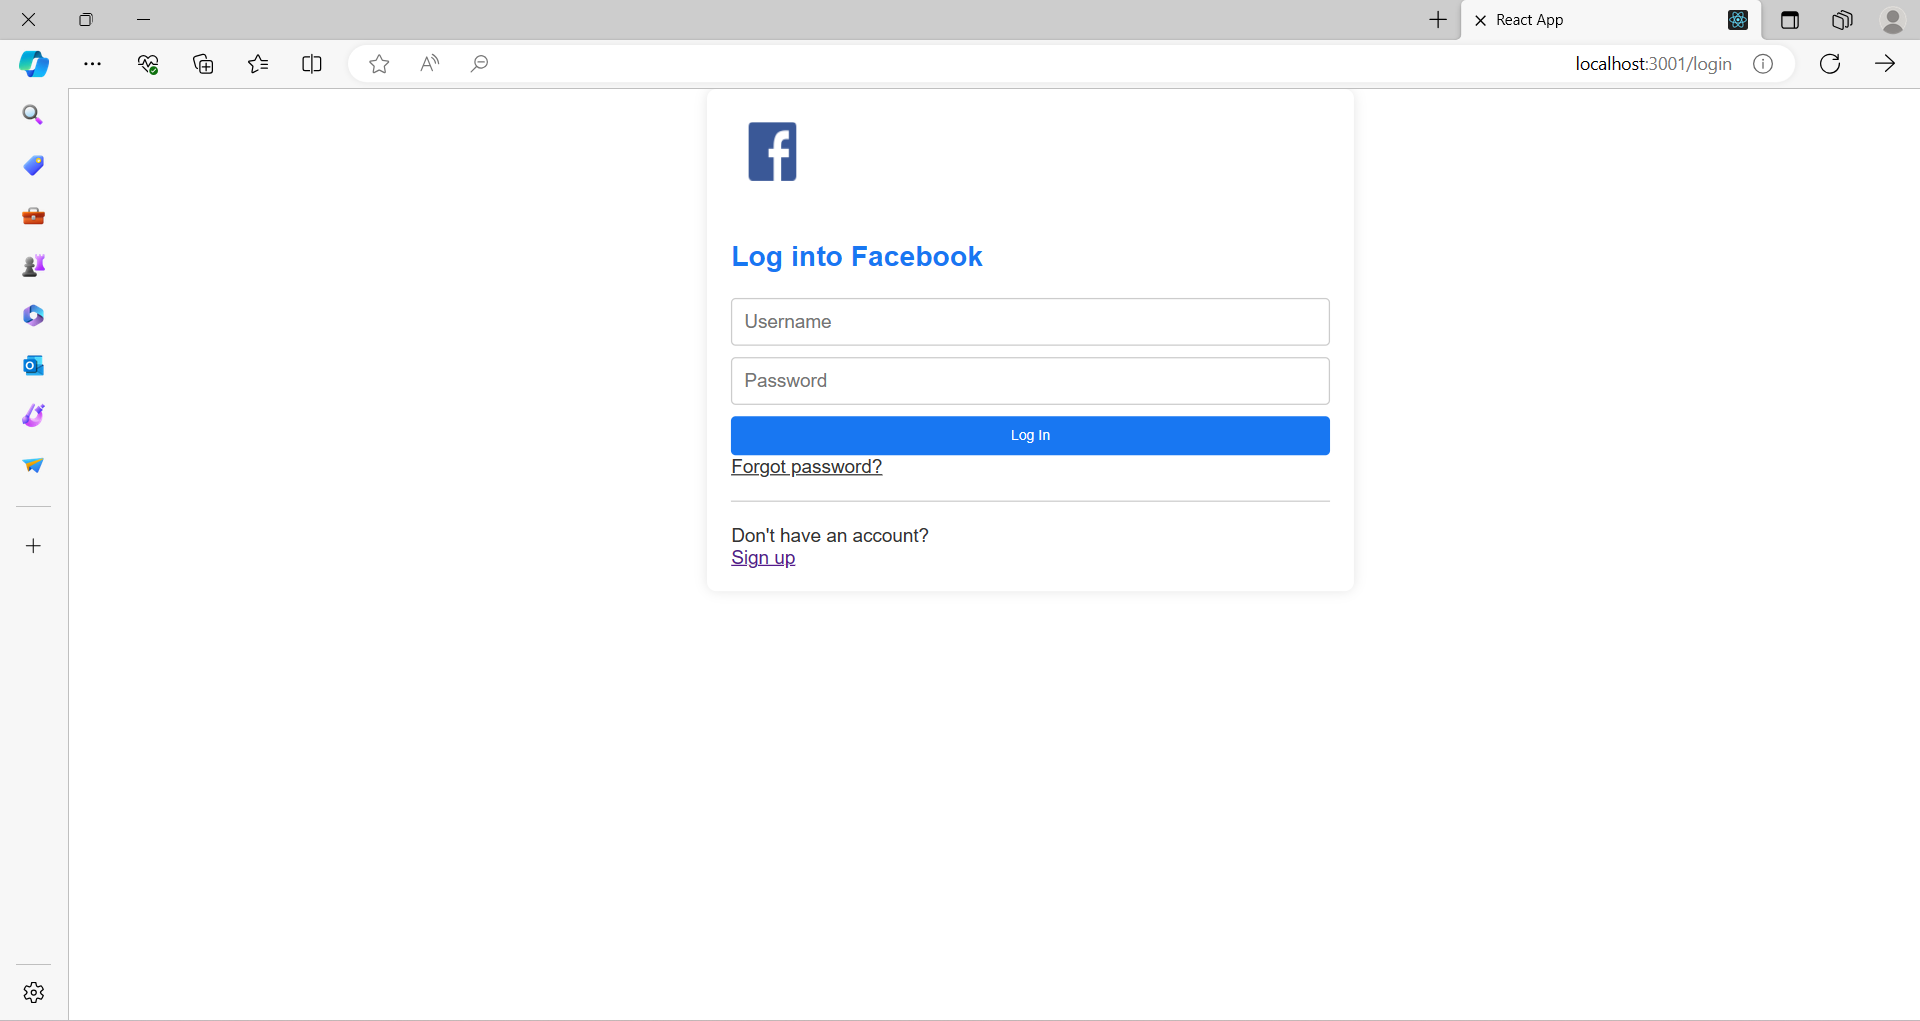 React App
localhost:3001/login
Log into Facebook
Username
Password
Log In
Forgot password?
Don't have an account?
Sign up